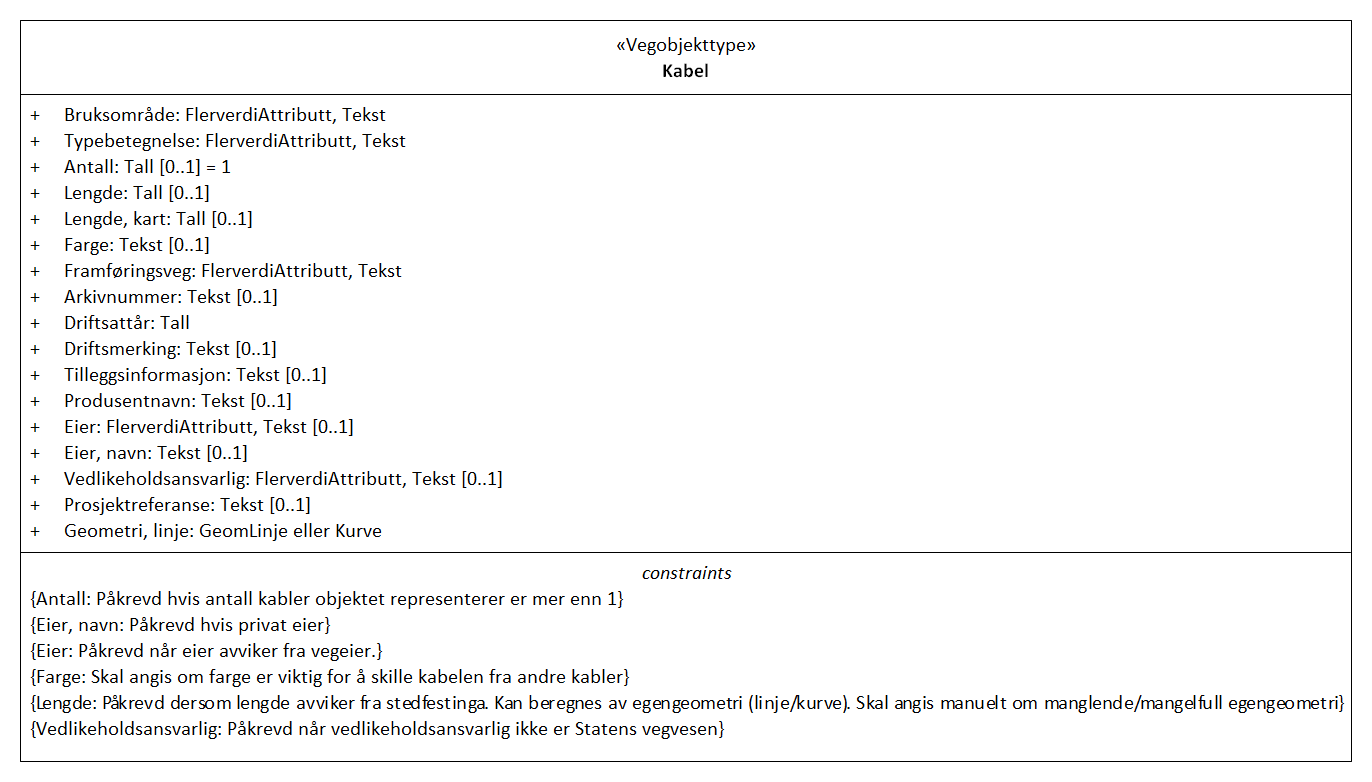 «Vegobjekttype»
Kabel
+ Bruksområde: FlerverdiAttributt, Tekst
+ Typebetegnelse: FlerverdiAttributt, Tekst
+ Antall: Tall [0..1] = 1
+ Lengde: Tall [0..1]
+ Lengde, kart: Tall [0..1]
+ Farge: Tekst [0..1]
+ Framføringsveg: FlerverdiAttributt, Tekst
+ Arkivnummer: Tekst [0..1]
+ Driftsattår: Tall
+ Driftsmerking: Tekst [0..1]
+ Tilleggsinformasjon: Tekst [0..1]
+ Produsentnavn: Tekst [0..1]
+ Eier: FlerverdiAttributt, Tekst [0..1]
+ Eier, navn: Tekst [0..1]
+ Vedlikeholdsansvarlig: FlerverdiAttributt, Tekst [0..1]
+ Prosjektreferanse: Tekst [0..1]
+ Geometri, linje: GeomLinje eller Kurve
constraints
{Antall: Påkrevd hvis antall kabler objektet representerer er mer enn 1}
{Eier, navn: Påkrevd hvis privat eier}
{Eier: Påkrevd når eier avviker fra vegeier.}
{Farge: Skal angis om farge er viktig for å skille kabelen fra andre kabler}
{Lengde: Påkrevd dersom lengde avviker fra stedfestinga. Kan beregnes av egengeometri (linje/kurve). Skal angis manuelt om manglende/mangelfull egengeometri}
{Vedlikeholdsansvarlig: Påkrevd når vedlikeholdsansvarlig ikke er Statens vegvesen}